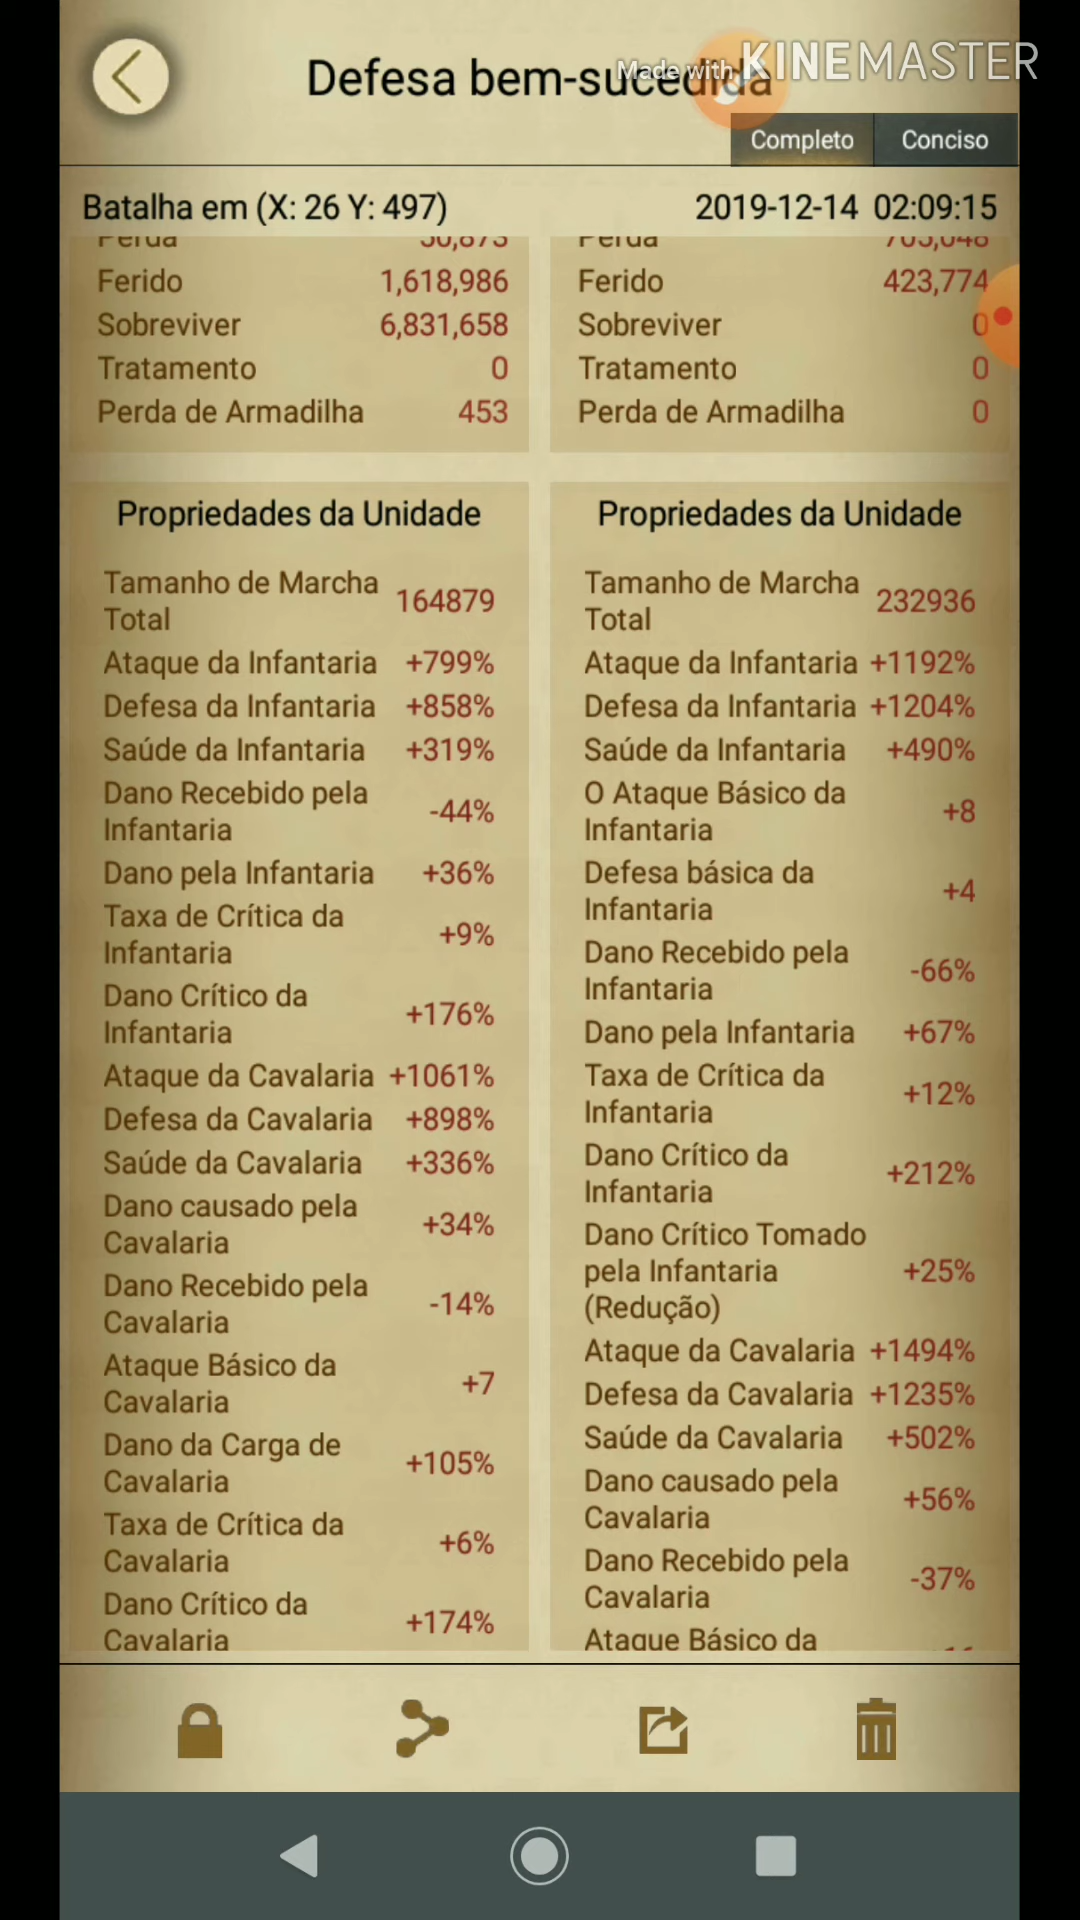 Defesa bem-sucedida
Made with KINEMASTER
Completo Conciso
Batalha em (X: 26 Y: 497) 2019-12-14 02:09:15
Perda 50,873 Perda 705,048
Ferido 1,618,986 Ferido 423,774
Sobreviver 6,831,658 Sobreviver 0
Tratamento 0 Tratamento 0
Perda de Armadilha 453 Perda de Armadilha 0
Propriedades da Unidade
Tamanho de Marcha
Total 164879
Ataque da Infantaria +799%
Defesa da Infantaria +858%
Saúde da Infantaria +319%
Dano Recebido pela
Infantaria -44%
Dano pela Infantaria +36%
Taxa de Crítica da
Infantaria +9%
Dano Crítico da
Infantaria +176%
Ataque da Cavalaria +1061%
Defesa da Cavalaria +898%
Saúde da Cavalaria +336%
Dano causado pela
Cavalaria +34%
Dano Recebido pela
Cavalaria -14%
Ataque Básico da
Cavalaria +7
Dano da Carga de
Cavalaria +105%
Taxa de Crítica da
Cavalaria +6%
Dano Crítico da
Cavalaria +174%
Propriedades da Unidade
Tamanho de Marcha
Total 232936
Ataque da Infantaria +1192%
Defesa da Infantaria +1204%
Saúde da Infantaria +490%
O Ataque Básico da
Infantaria +8
Defesa básica da
Infantaria +4
Dano Recebido pela
Infantaria -66%
Dano pela Infantaria +67%
Taxa de Crítica da
Infantaria +12%
Dano Crítico da
Infantaria +212%
Dano Crítico Tomado
pela Infantaria +25%
(Redução)
Ataque da Cavalaria +1494%
Defesa da Cavalaria +1235%
Saúde da Cavalaria +502%
Dano causado pela
Cavalaria +56%
Dano Recebido pela
Cavalaria -37%
Ataque Básico da